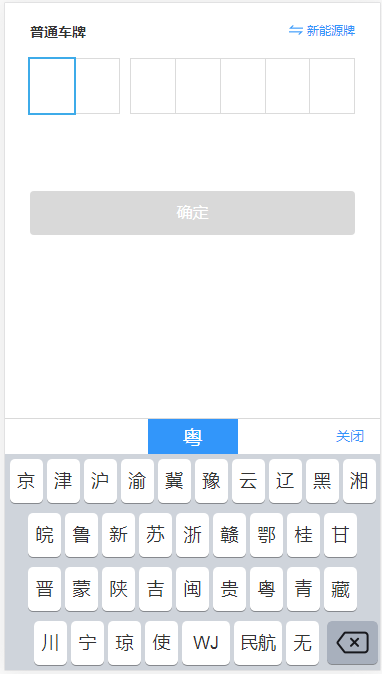 普通车牌 新能源牌
确定
粤 关闭
京 津 沪 渝 冀 豫 云 辽 黑 湘
皖 鲁 新 苏 浙 赣 鄂 桂 甘
晋 蒙 陕 吉 闽 贵 粤 青 藏
川 宁 琼 使 WJ 民航 无